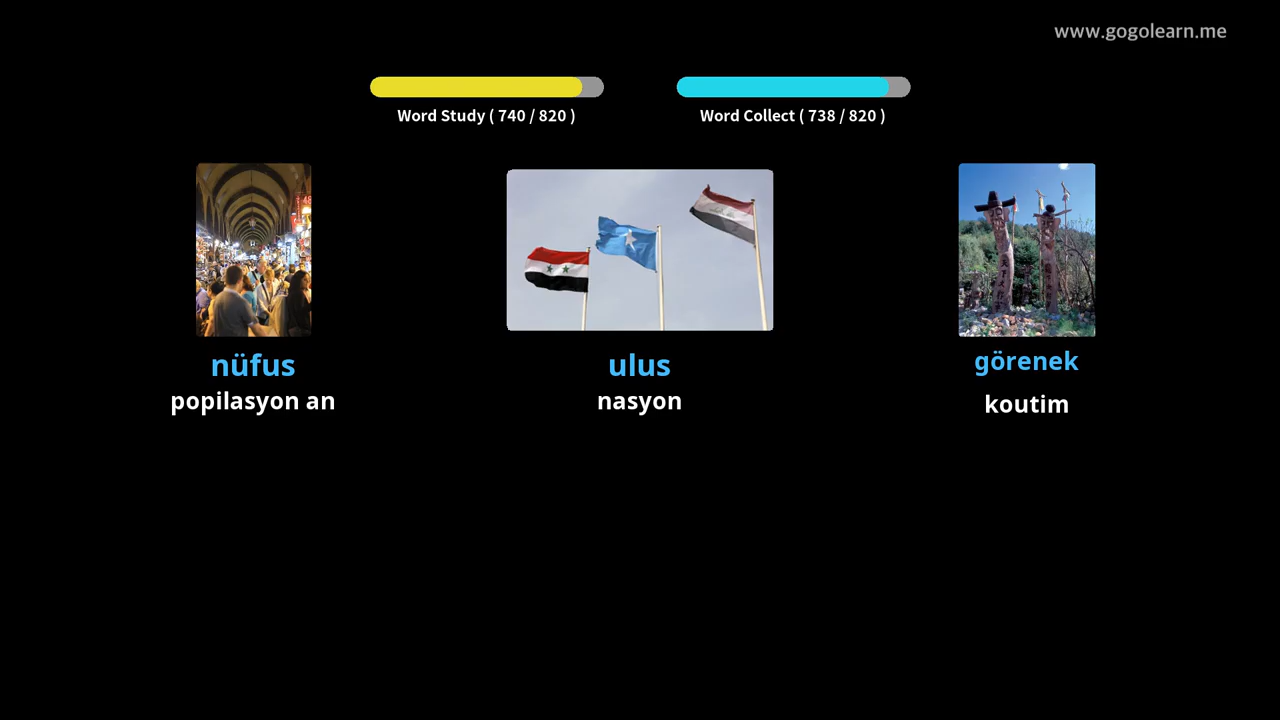 www.gogolearn.me
Word Study ( 740 / 820 )
Word Collect ( 738 / 820 )
nüfus
popilasyon an
ulus
nasyon
görenek
koutim